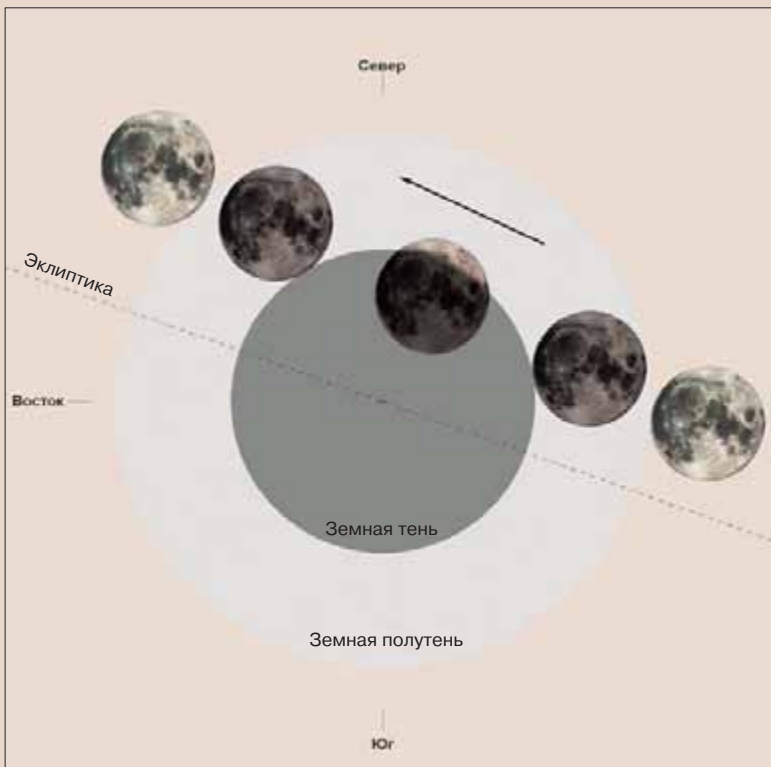 Север
Эклиптика
Восток
Земная тень
Земная полутень
Юг